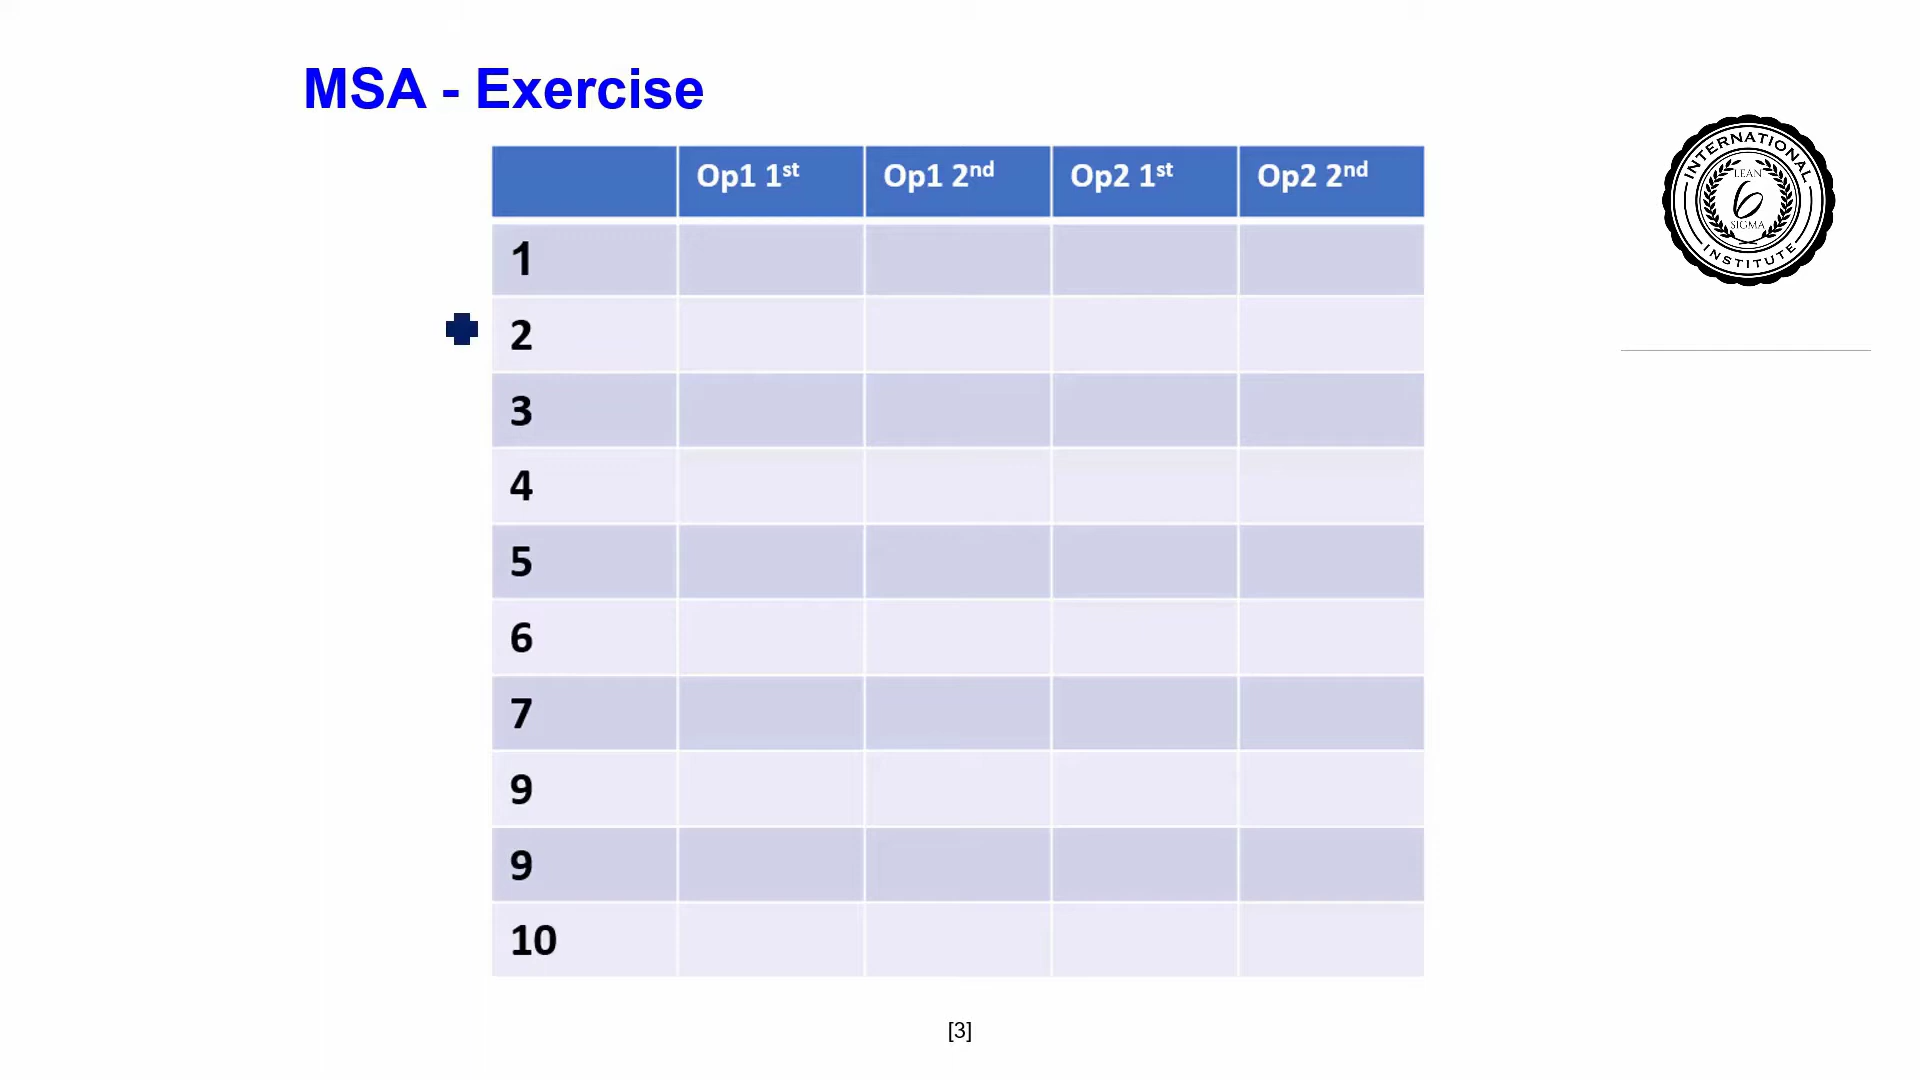 MSA - Exercise
Op1 1st Op1 2nd Op2 1st Op2 2nd
1
2
3
4
5
6
7
9
9
10
[3]
INTERNATIONAL
LEAN
6
SIGMA
INSTITUTE